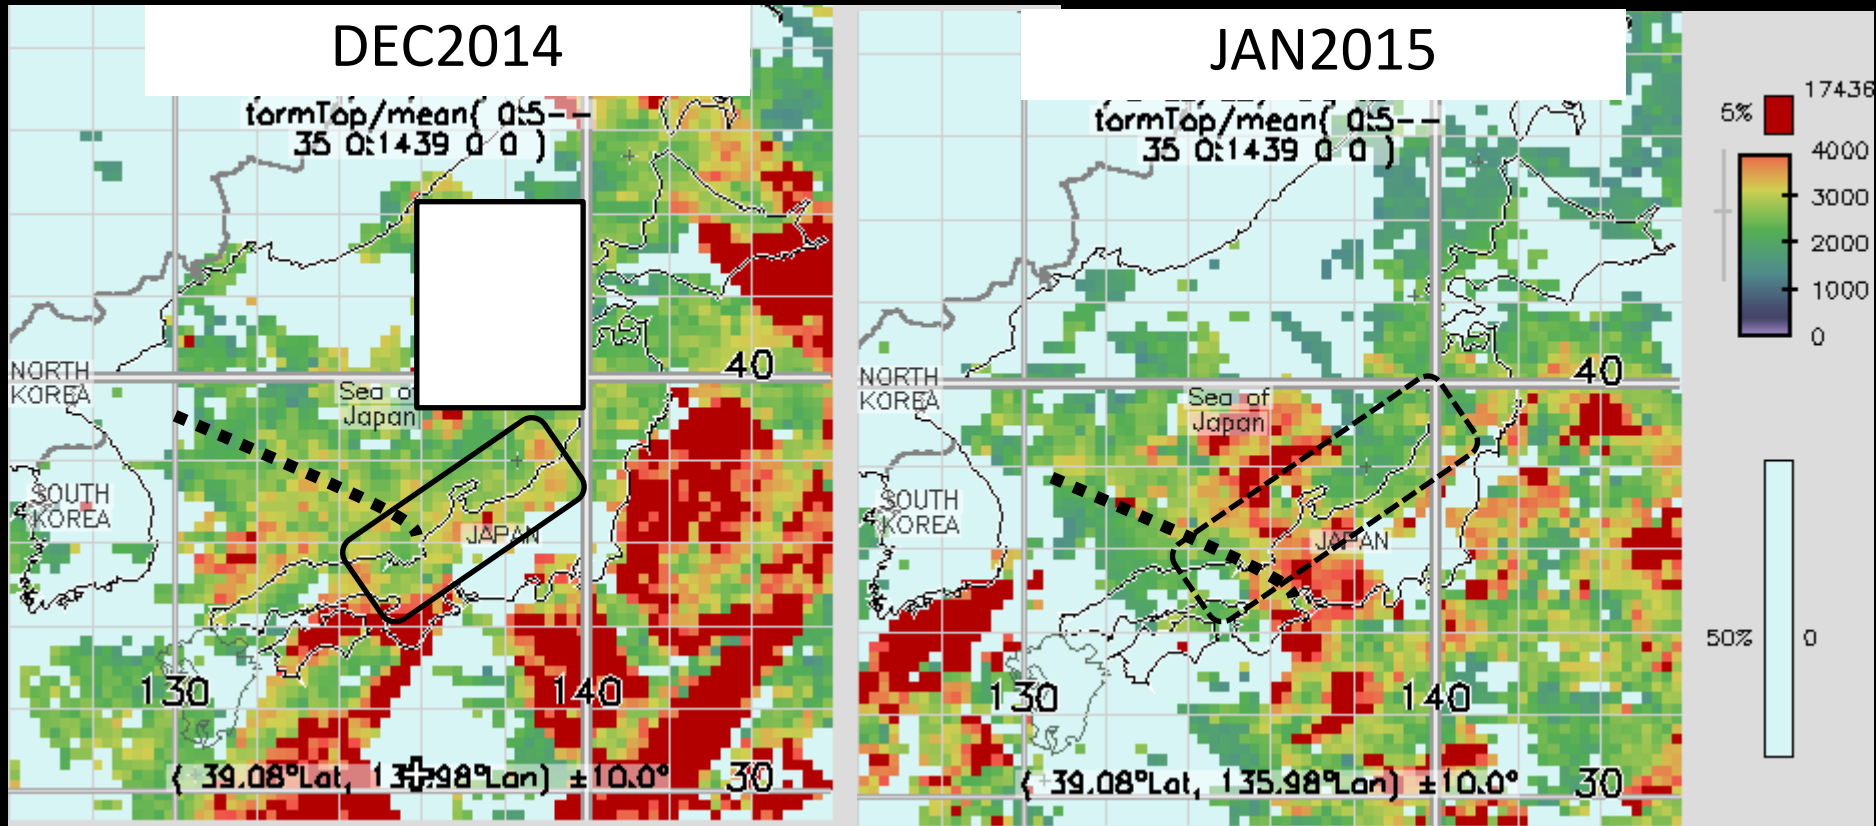 DEC2014
tormTop/mean( 0.5--
35 0:1439 0 0 )
NORTH
KOREA
40
Sea of
Japan
SOUTH
KOREA
JAPAN
130
140
( 39.08°Lat, 13 .98°Lon) ±10.0°
30
JAN2015
tormTop/mean( 0.5--
35 0:1439 0 0 )
NORTH
KOREA
40
Sea of
Japan
SOUTH
KOREA
JAPAN
130
140
( 39.08°Lat, 135.98°Lon) ±10.0°
30
5%
17436
4000
3000
2000
1000
0
50%
0